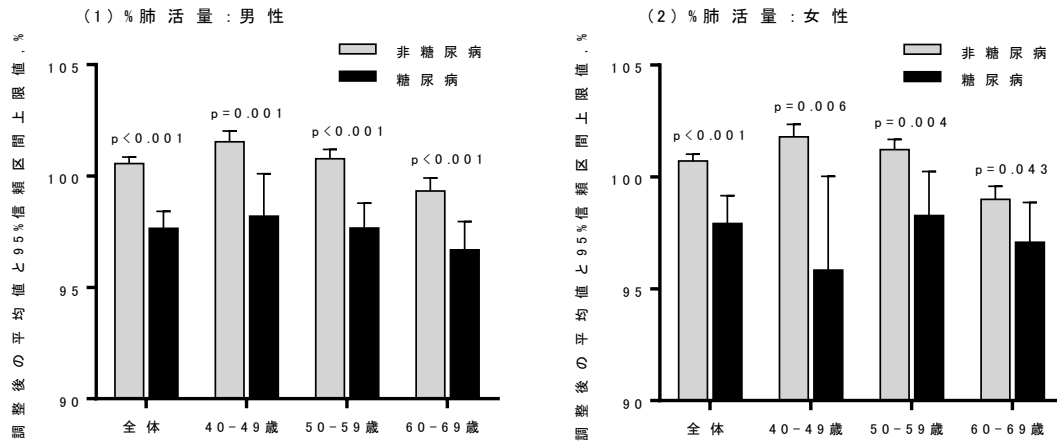 (1)%肺活量:男性
調整後の平均値と95%信頼区間上限値,%
非糖尿病
糖尿病
105
100
95
90
p<0.001
p=0.001
p<0.001
p<0.001
全体
40-49歳
50-59歳
60-69歳
(2)%肺活量:女性
調整後の平均値と95%信頼区間上限値,%
非糖尿病
糖尿病
105
100
95
90
p<0.001
p=0.006
p=0.004
p=0.043
全体
40-49歳
50-59歳
60-69歳